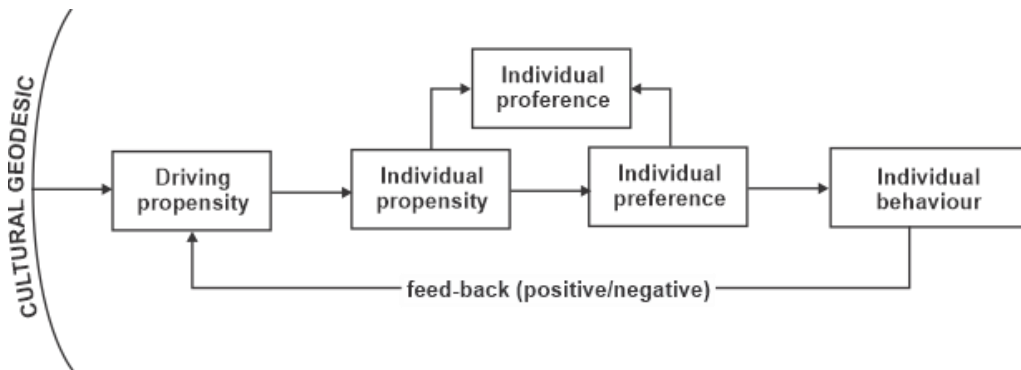 CULTURAL GEODESIC
Individual
proference
Driving
propensity
Individual
propensity
Individual
preference
Individual
behaviour
feed-back (positive/negative)